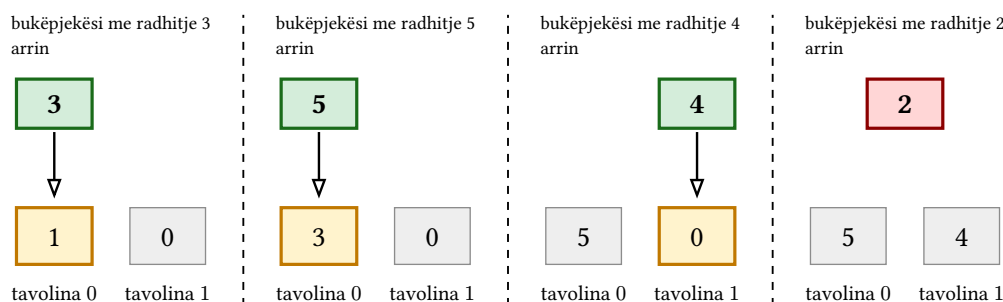 bukëpjekësi me radhitje 3
arrin
3
1 0
tavolina 0 tavolina 1
bukëpjekësi me radhitje 5
arrin
5
3 0
tavolina 0 tavolina 1
bukëpjekësi me radhitje 4
arrin
4
5 0
tavolina 0 tavolina 1
bukëpjekësi me radhitje 2
arrin
2
5 4
tavolina 0 tavolina 1